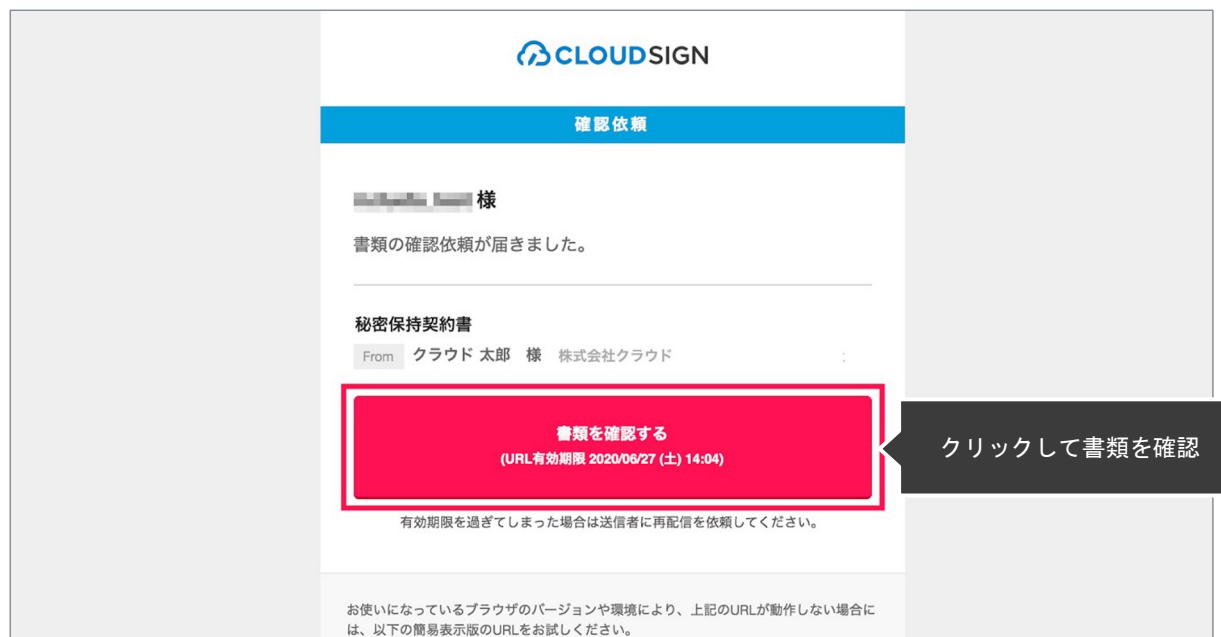 CLOUDSIGN
確認依頼
様
書類の確認依頼が届きました。
秘密保持契約書
From クラウド 太郎 様 株式会社クラウド
書類を確認する
(URL有効期限 2020/06/27 (土) 14:04)
クリックして書類を確認
有効期限を過ぎてしまった場合は送信者に再配信を依頼してください。
お使いになっているブラウザのバージョンや環境により、上記のURLが動作しない場合に
は、以下の簡易表示版のURLをお試しください。